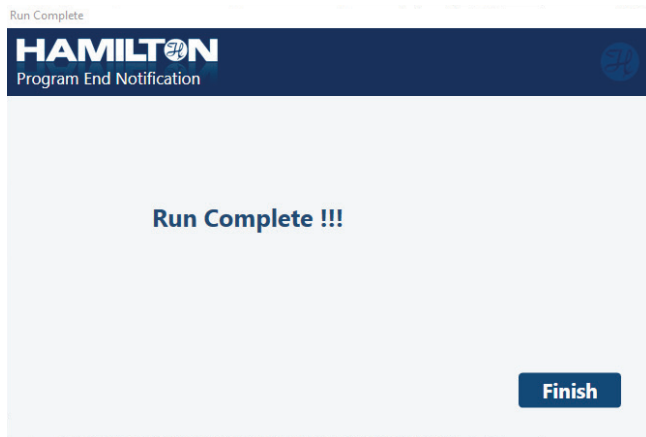 Run Complete
HAMILTON
Program End Notification
Run Complete !!!
Finish